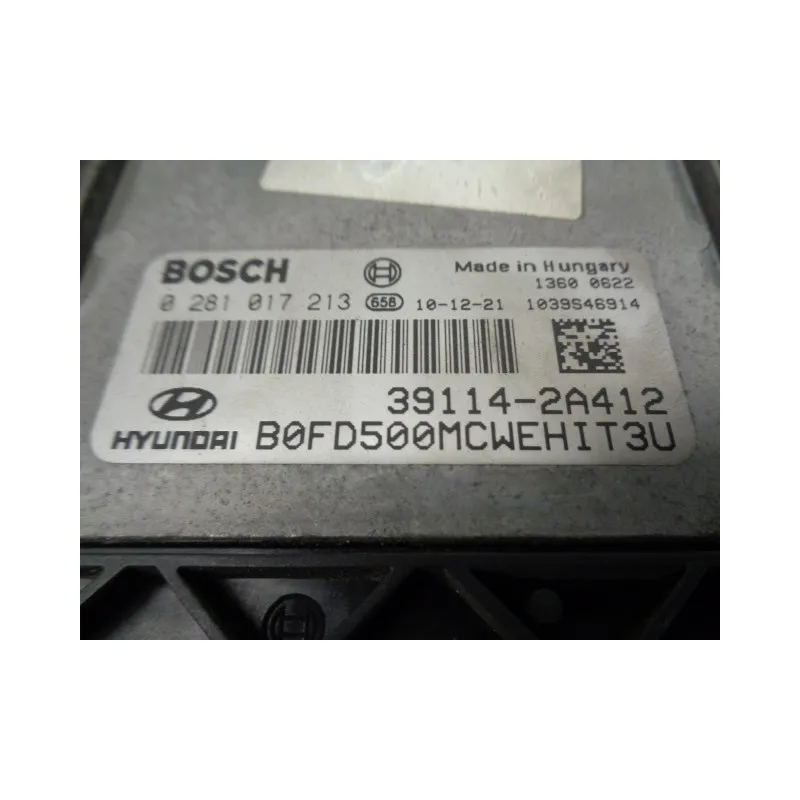 BOSCH Made in Hungary
1360 0622
0 281 017 213 658 10-12-21 1039S46914
39114-2A412
HYUNDAI B0FD500MCWEHIT3U